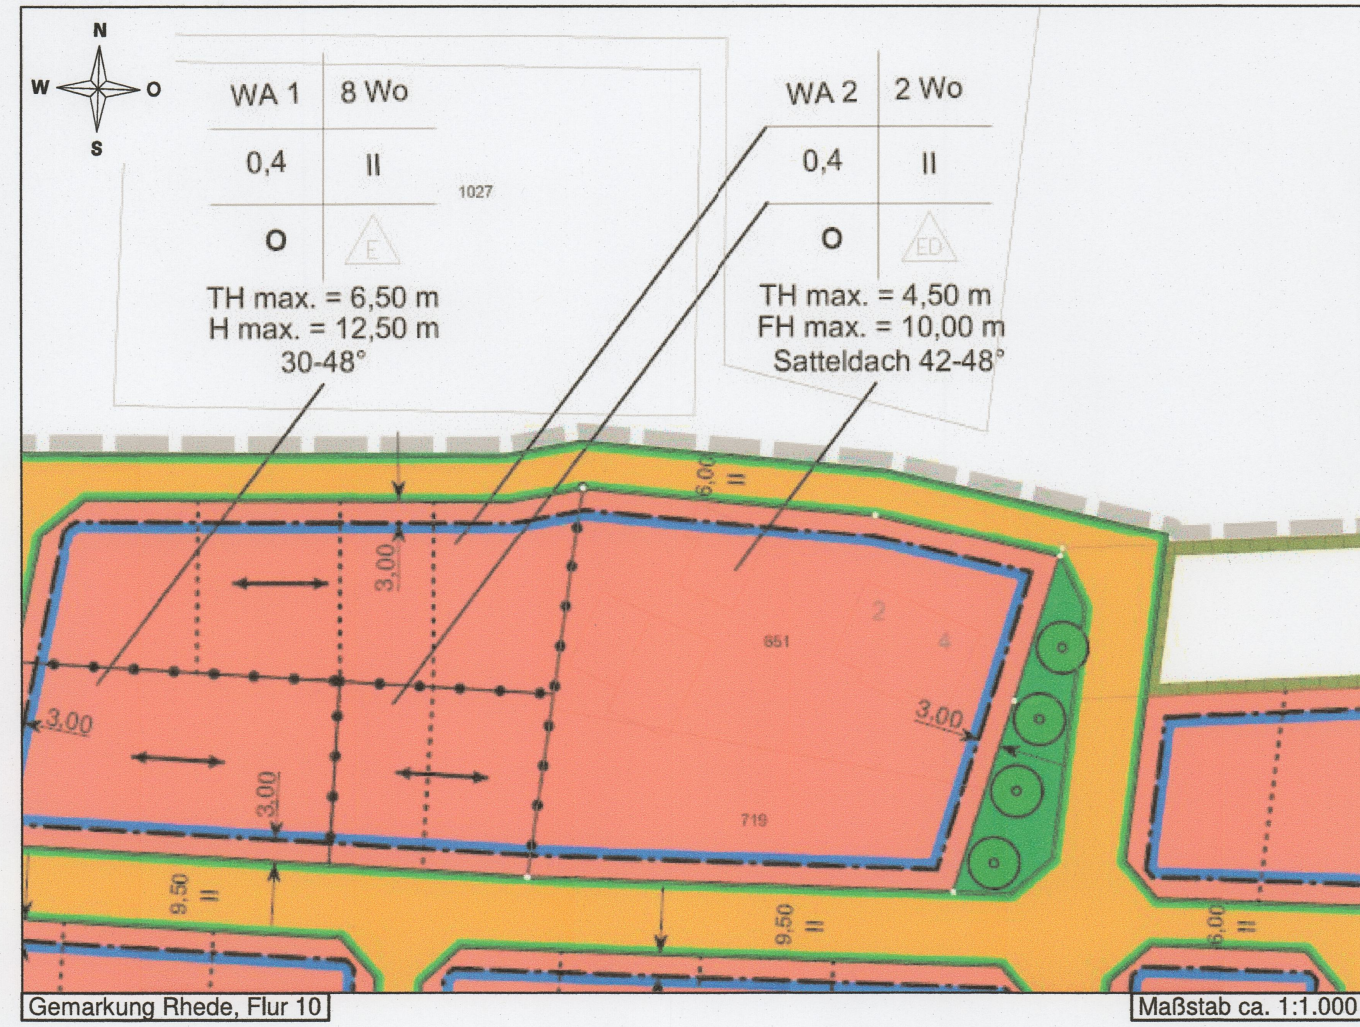 N
W O
S
WA 1 8 Wo
0,4 II
O E
TH max. = 6,50 m
H max. = 12,50 m
30-48°
1027
WA 2 2 Wo
0,4 II
O ED
TH max. = 4,50 m
FH max. = 10,00 m
Satteldach 42-48°
6,00
3,00
2
4
651
3,00
3,00
3,00
719
9,50
9,50
6,00
Gemarkung Rhede, Flur 10
Maßstab ca. 1:1.000